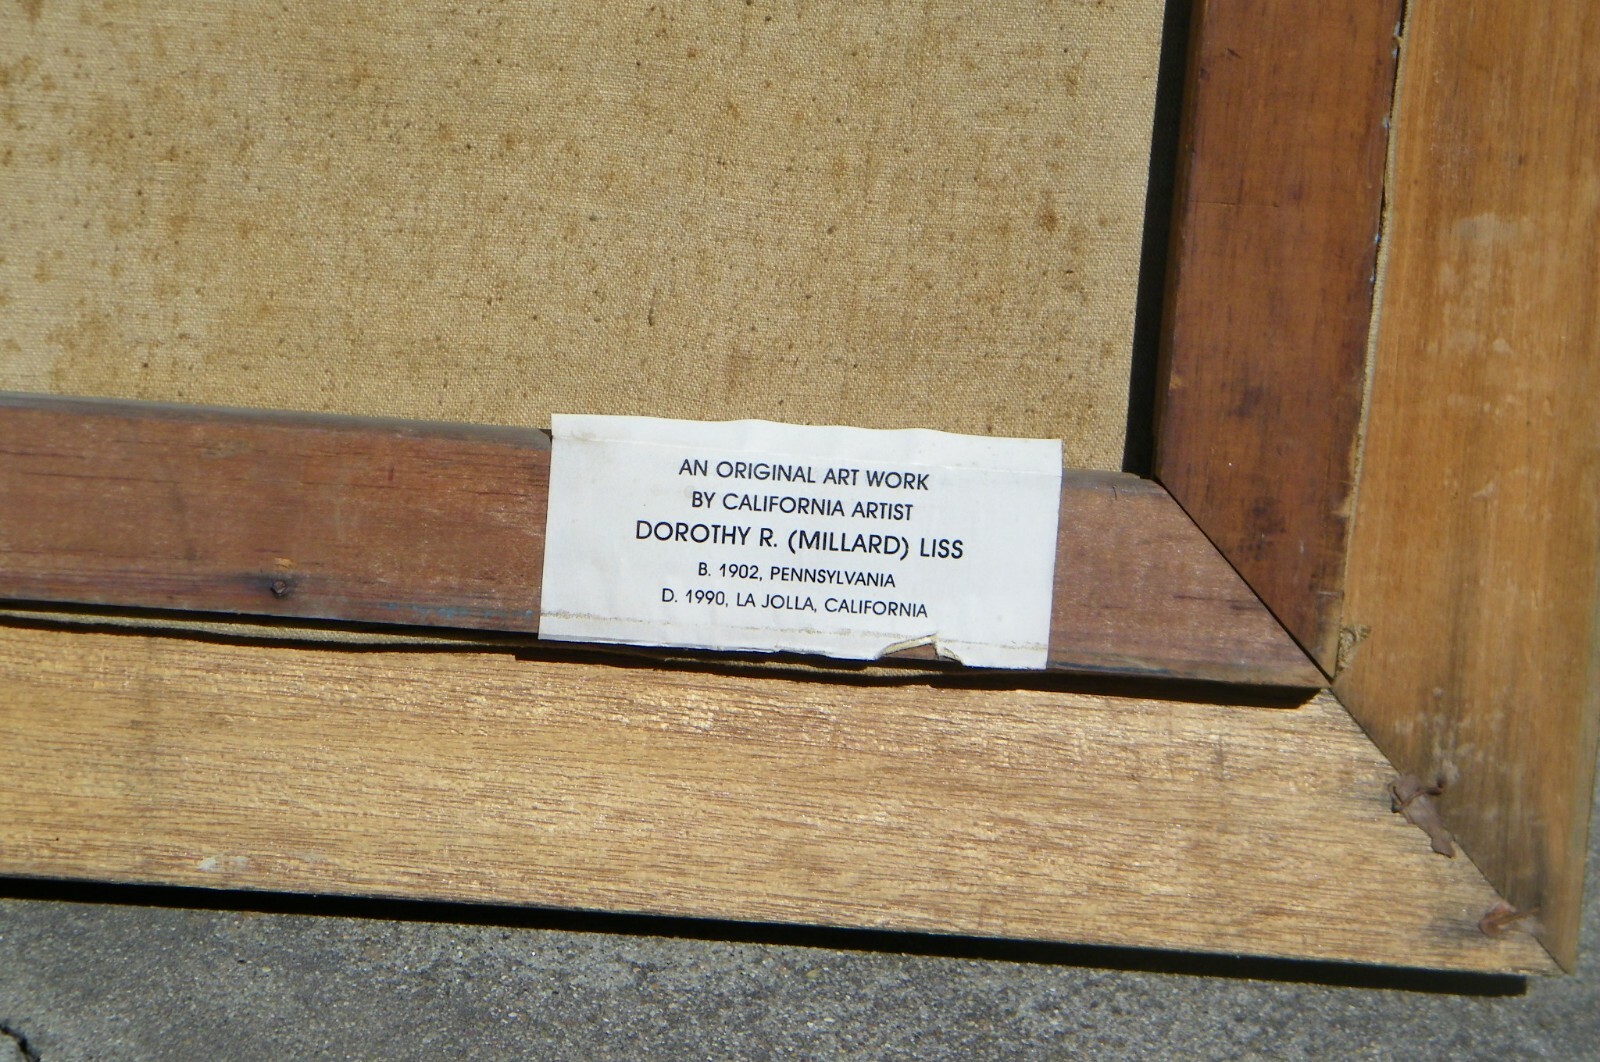 AN ORIGINAL ART WORK
BY CALIFORNIA ARTIST
DOROTHY R. (MILLARD) LISS
B. 1902, PENNSYLVANIA
D. 1990, LA JOLLA, CALIFORNIA